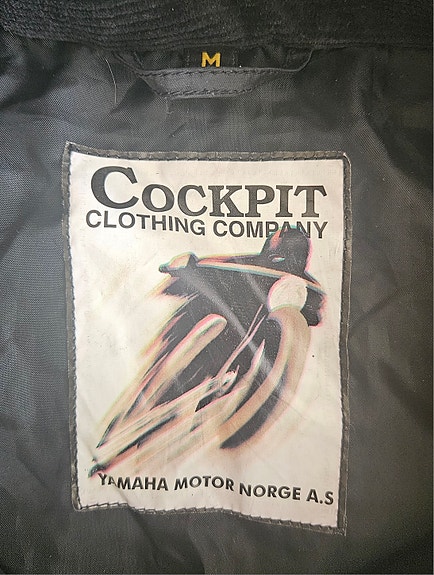 M
COCKPIT
CLOTHING COMPANY
YAMAHA MOTOR NORGE A.S